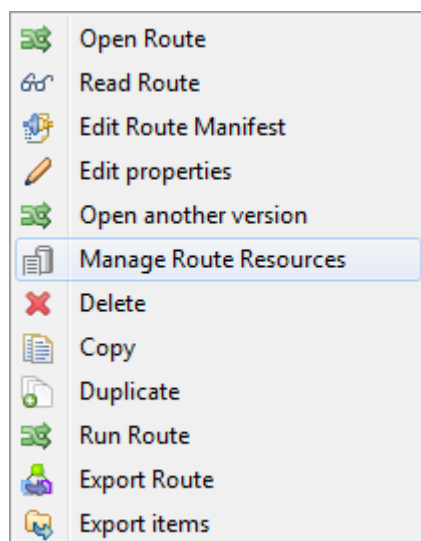 Open Route
Read Route
Edit Route Manifest
Edit properties
Open another version
Manage Route Resources
Delete
Copy
Duplicate
Run Route
Export Route
Export items